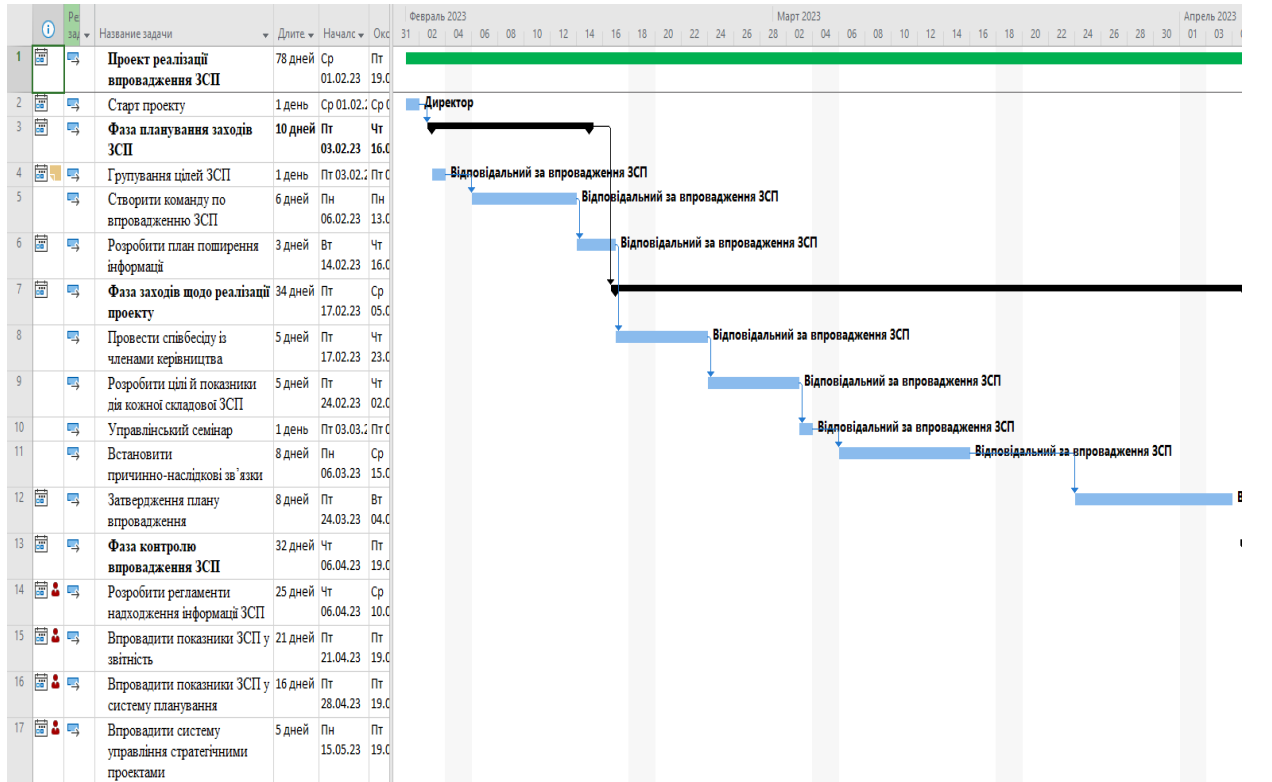 Февраль 2023 Март 2023 Апрель 2023
31 02 04 06 08 10 12 14 16 18 20 22 24 26 28 02 04 06 08 10 12 14 16 18 20 22 24 26 28 30 01 03
Ре
зад Название задачи Длите Начало Око
1 Проект реалізації 78 дней Ср Пт
впровадження ЗСП 01.02.23 19.0
2 Старт проекту 1 день Ср 01.02.2 Ср 0 Директор
3 Фаза планування заходів 10 дней Пт Чт
ЗСП 03.02.23 16.0
4 Групування цілей ЗСП 1 день Пт 03.02.2 Пт 0 Відповідальний за впровадження ЗСП
5 Створити команду по 6 дней Пн Пн Відповідальний за впровадження ЗСП
впровадженню ЗСП 06.02.23 13.0
6 Розробити план поширення 3 дней Вт Чт Відповідальний за впровадження ЗСП
інформації 14.02.23 16.0
7 Фаза заходів щодо реалізації 34 дней Пт Ср
проекту 17.02.23 05.0
8 Провести співбесіду із 5 дней Пт Чт Відповідальний за впровадження ЗСП
членами керівництва 17.02.23 23.0
9 Розробити цілі й показники 5 дней Пт Чт Відповідальний за впровадження ЗСП
дія кожної складової ЗСП 24.02.23 02.0
10 Управлінський семінар 1 день Пт 03.03.2 Пт 0 Відповідальний за впровадження ЗСП
11 Встановити 8 дней Пн Ср Відповідальний за впровадження ЗСП
причинно-наслідкові зв'язки 06.03.23 15.0
12 Затвердження плану 8 дней Пт Вт В
впровадження 24.03.23 04.0
13 Фаза контролю 32 дней Чт Пт
впровадження ЗСП 06.04.23 19.0
14 Розробити регламенти 25 дней Чт Ср
надходження інформації ЗСП 06.04.23 10.0
15 Впровадити показники ЗСП у 21 дней Пт Пт
звітність 21.04.23 19.0
16 Впровадити показники ЗСП у 16 дней Пт Пт
систему планування 28.04.23 19.0
17 Впровадити систему 5 дней Пн Пт
управління стратегічними 15.05.23 19.0
проектами